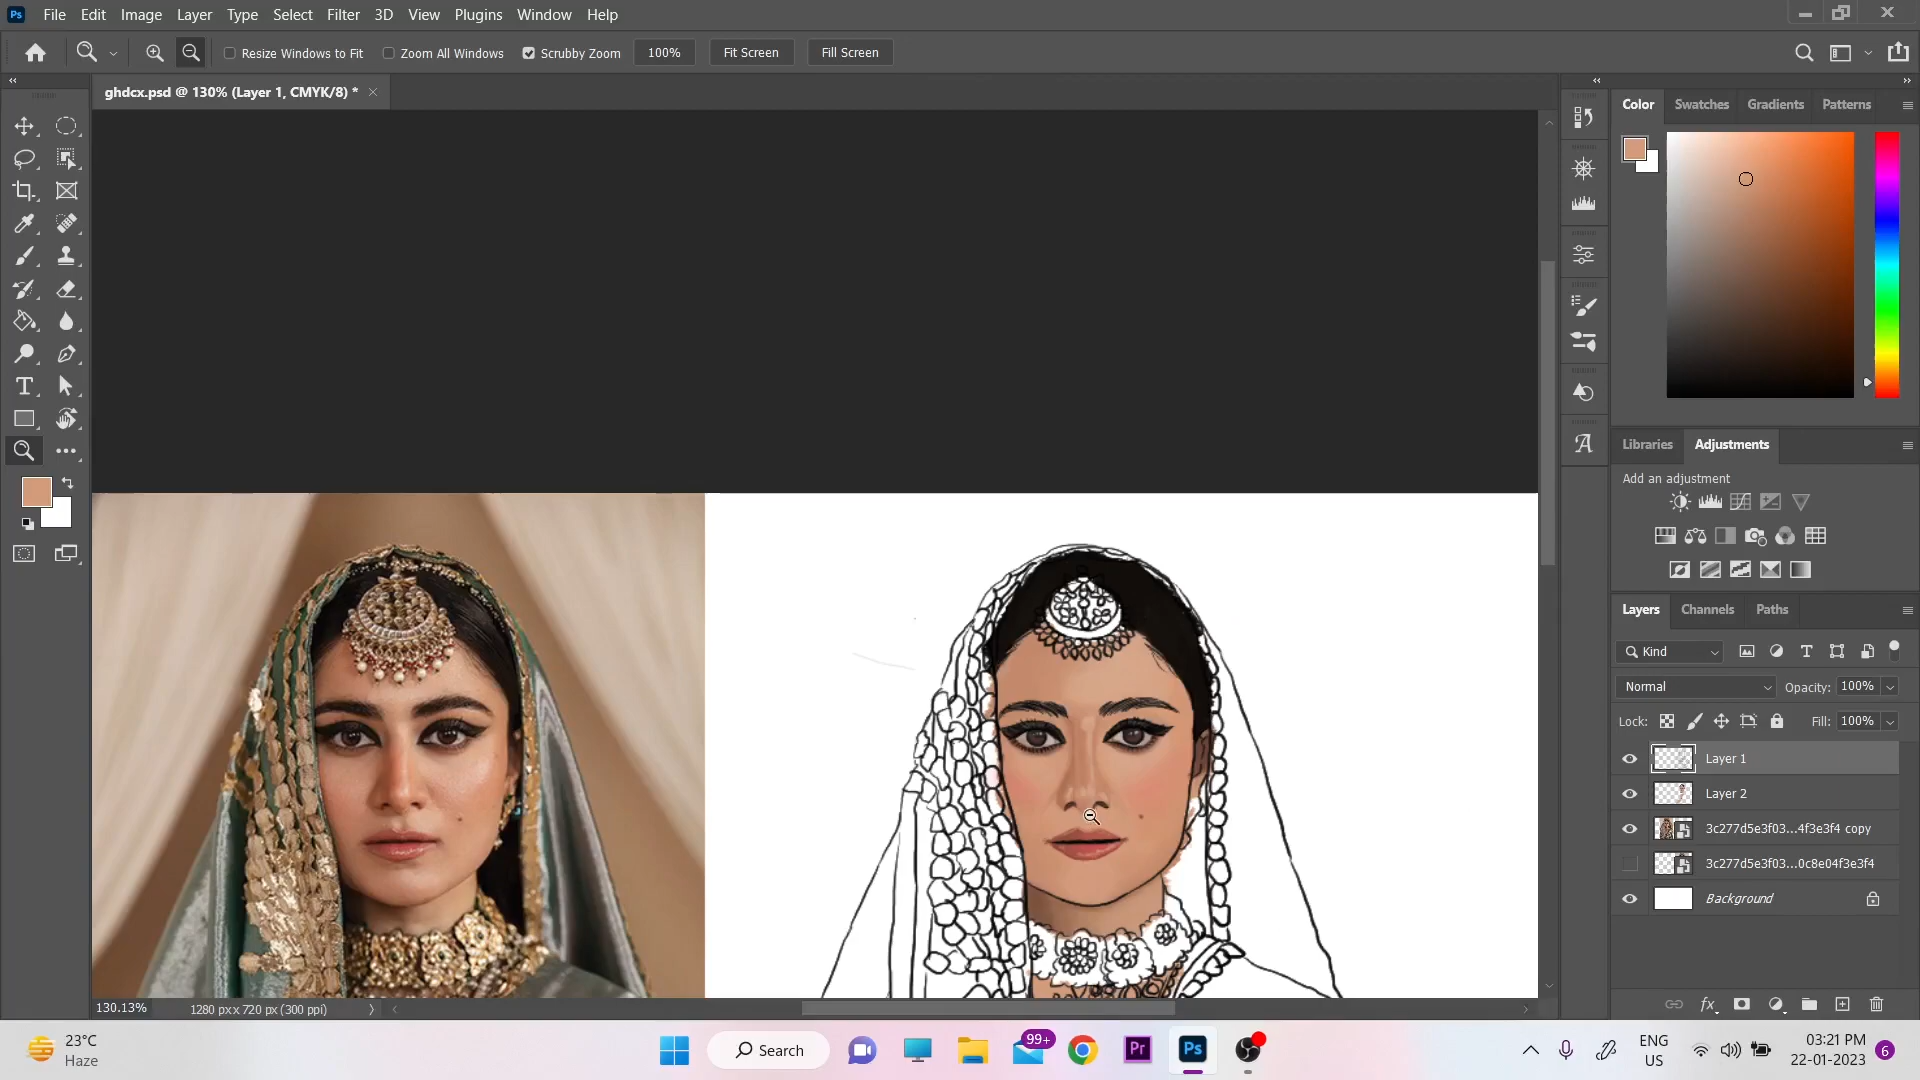 Ps File Edit Image Layer Type Select Filter 3D View Plugins Window Help
Resize Windows to Fit Zoom All Windows Scrubby Zoom 100% Fit Screen Fill Screen
ghdcx.psd @ 130% (Layer 1, CMYK/8) *
Color Swatches Gradients Patterns
Libraries Adjustments
Add an adjustment
Layers Channels Paths
Kind
Normal Opacity: 100%
Lock: Fill: 100%
Layer 1
Layer 2
3c277d5e3f03...4f3e3f4 copy
3c277d5e3f03...0c8e04f3e3f4
Background
130.13% 1280 px x 720 px (300 ppi)
23°C
Haze
Search
99+
Pr
Ps
ENG
US
03:21 PM
22-01-2023
6